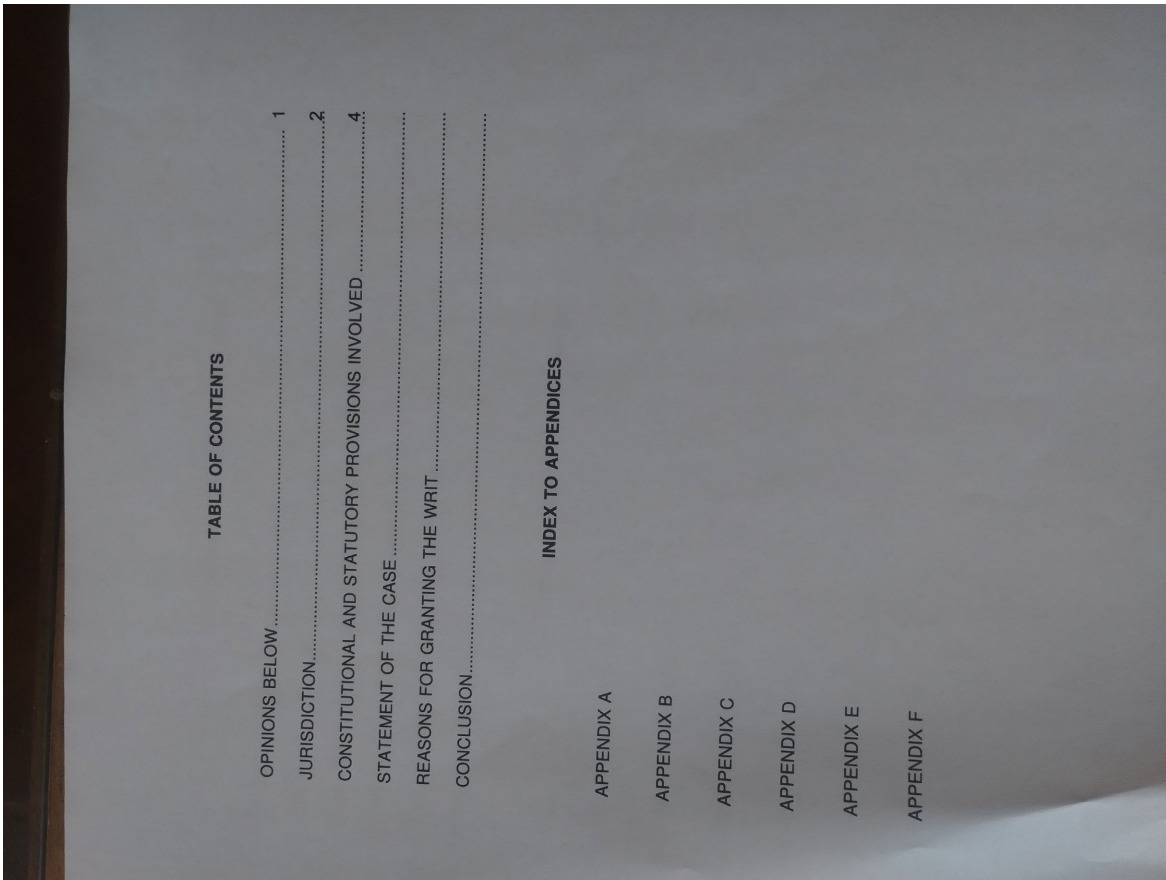 TABLE OF CONTENTS
OPINIONS BELOW........................................................................................................ 1
JURISDICTION................................................................................................................ 2
CONSTITUTIONAL AND STATUTORY PROVISIONS INVOLVED ................................. 4
STATEMENT OF THE CASE ............................................................................................
REASONS FOR GRANTING THE WRIT ..........................................................................
CONCLUSION..................................................................................................................
INDEX TO APPENDICES
APPENDIX A
APPENDIX B
APPENDIX C
APPENDIX D
APPENDIX E
APPENDIX F